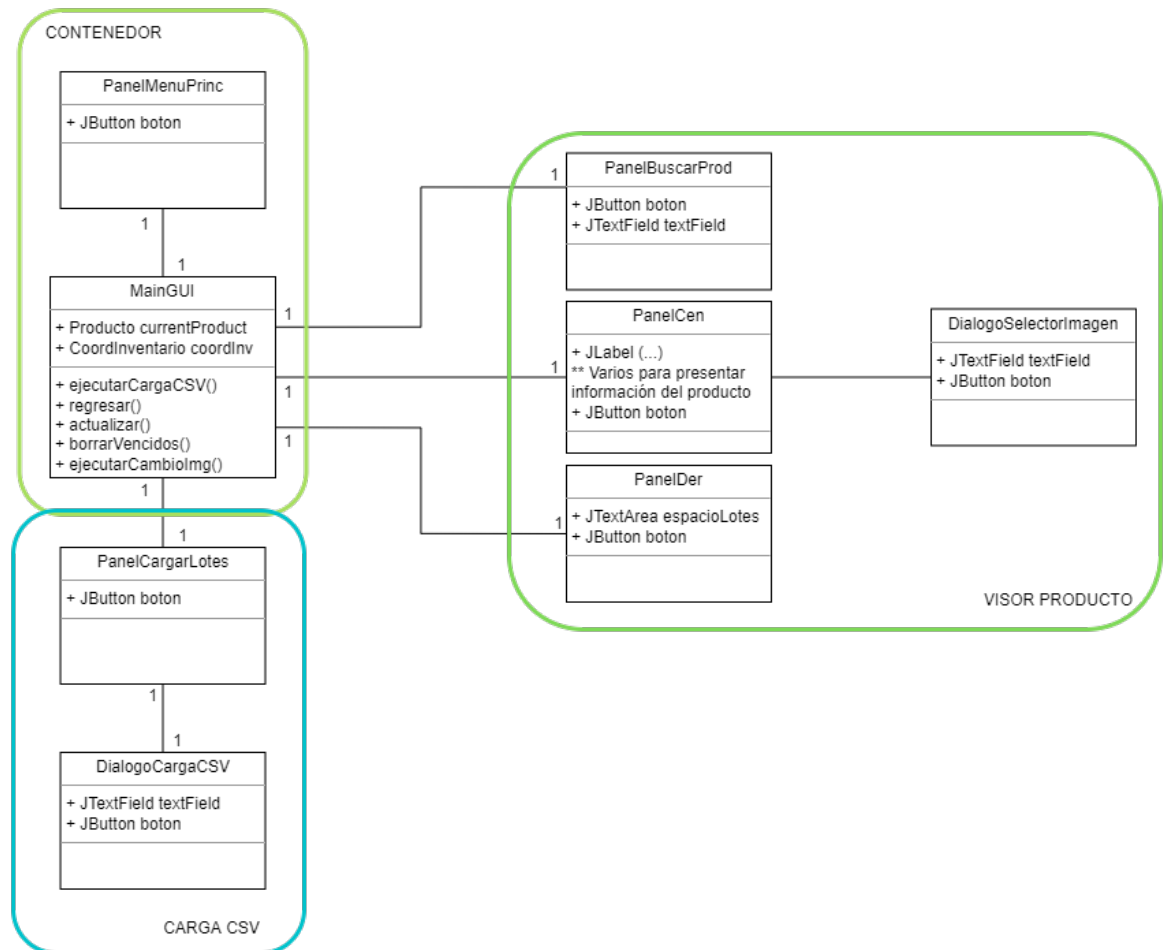 CONTENEDOR
PanelMenuPrinc
+ JButton boton
1
1
MainGUI
+ Producto currentProduct
+ CoordInventario coordInv
+ ejecutarCargaCSV()
+ regresar()
+ actualizar()
+ borrarVencidos()
+ ejecutarCambioImg()
1
1
1
1
1
PanelCargarLotes
+ JButton boton
1
1
DialogoCargaCSV
+ JTextField textField
+ JButton boton
CARGA CSV
1
PanelBuscarProd
+ JButton boton
+ JTextField textField
1
PanelCen
+ JLabel (...)
** Varios para presentar
información del producto
+ JButton boton
1
PanelDer
+ JTextArea espacioLotes
+ JButton boton
DialogoSelectorImagen
+ JTextField textField
+ JButton boton
VISOR PRODUCTO